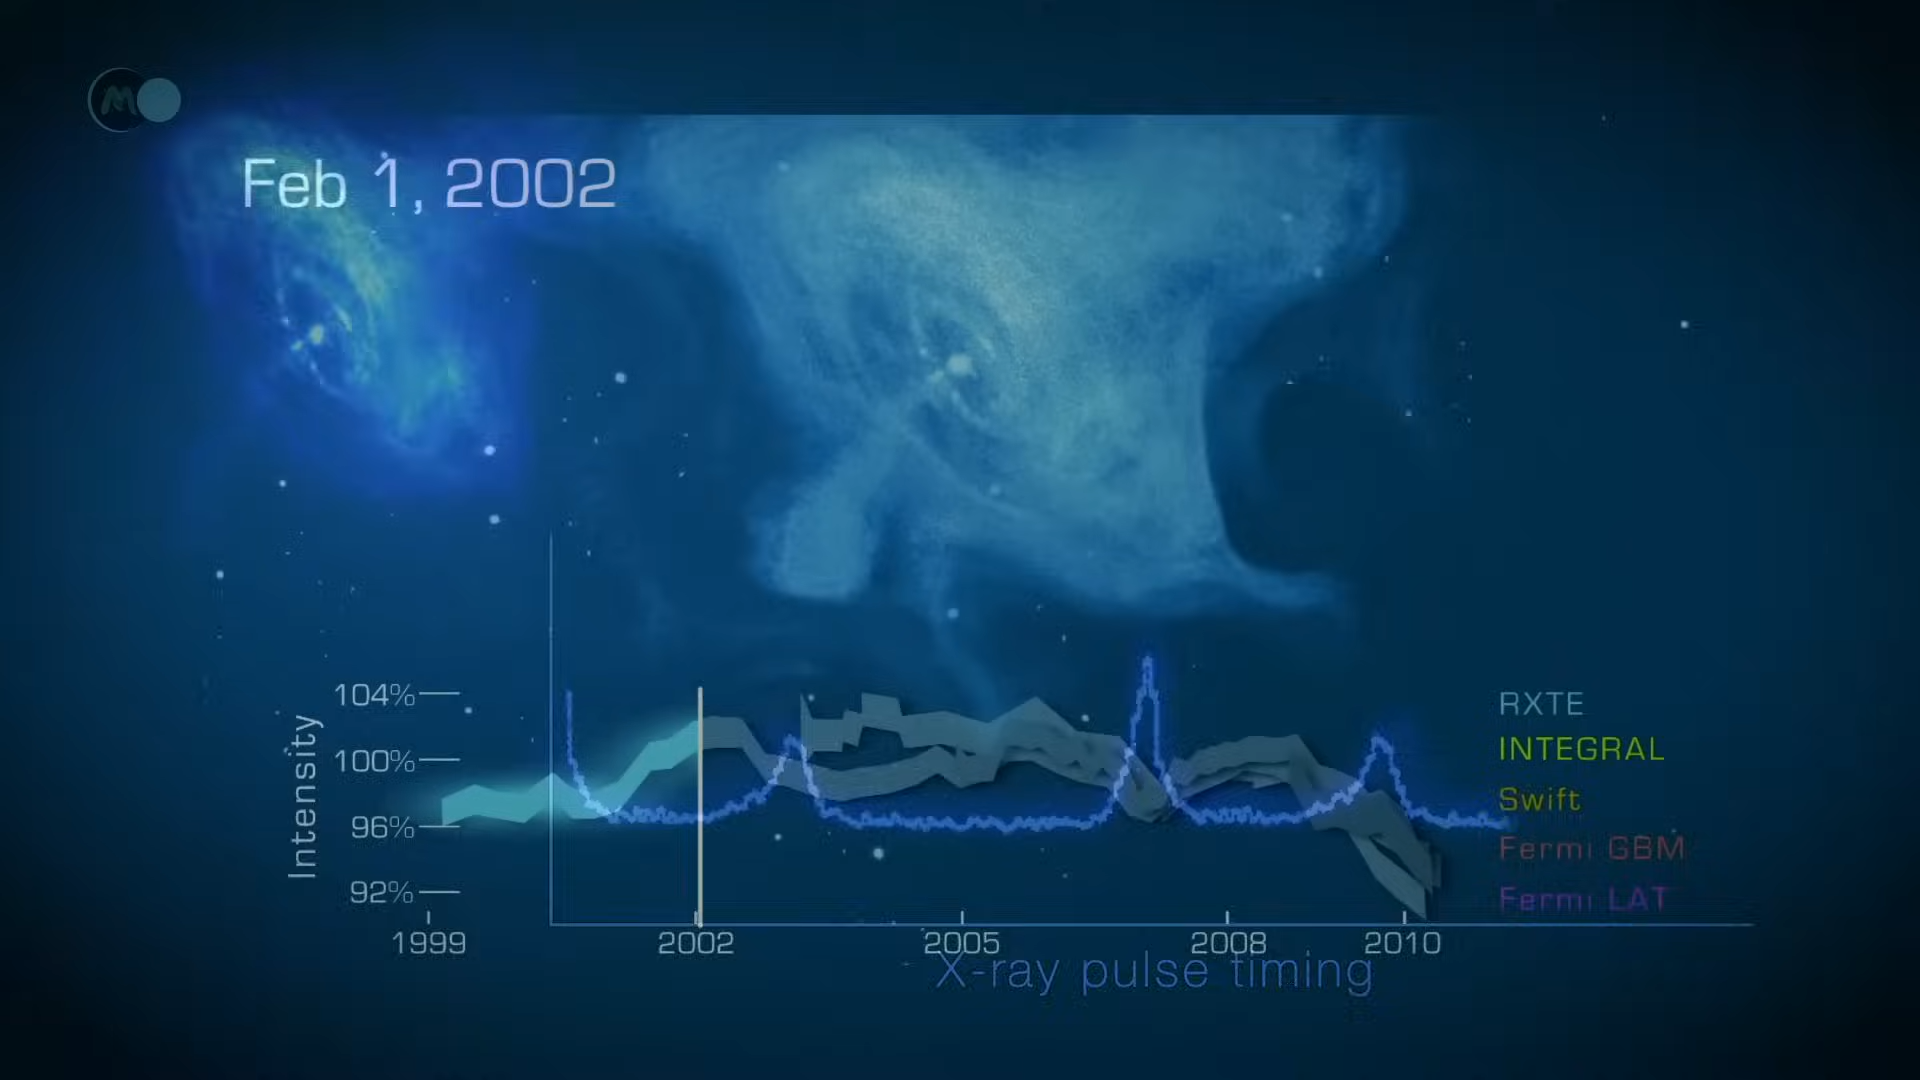 Feb 1, 2002
104%
100%
96%
92%
Intensity
RXTE
INTEGRAL
Swift
Fermi GBM
Fermi LAT
1999 2002 2005 2008 2010
X-ray pulse timing